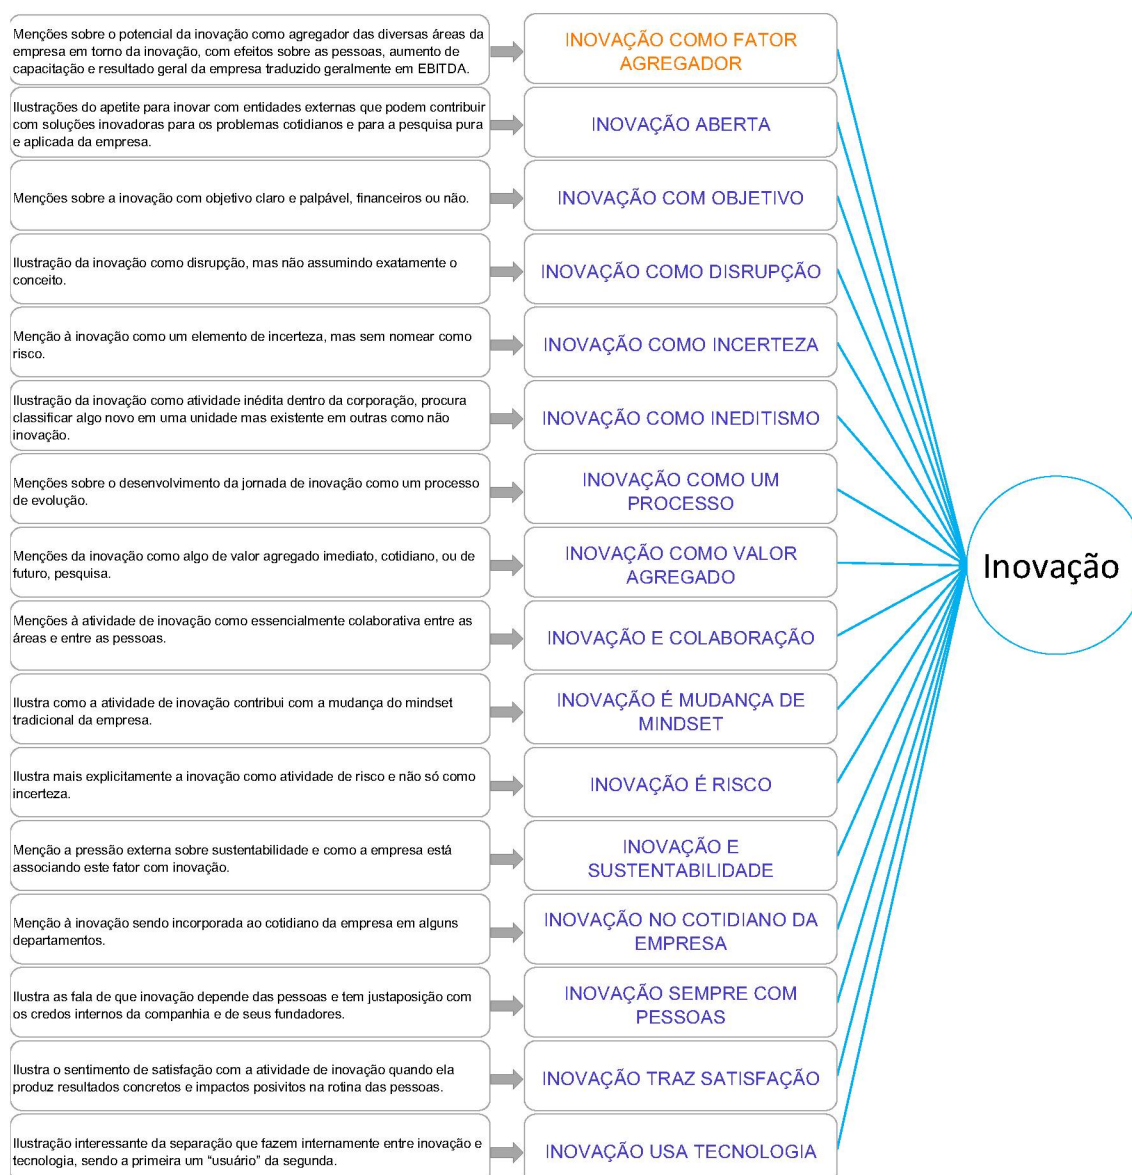 Menções sobre o potencial da inovação como agregador das diversas áreas da
empresa em torno da inovação, com efeitos sobre as pessoas, aumento de
capacitação e resultado geral da empresa traduzido geralmente em EBITDA.
INOVAÇÃO COMO FATOR
AGREGADOR
Ilustrações do apetite para inovar com entidades externas que podem contribuir
com soluções inovadoras para os problemas cotidianos e para a pesquisa pura
e aplicada da empresa.
INOVAÇÃO ABERTA
Menções sobre a inovação com objetivo claro e palpável, financeiros ou não.
INOVAÇÃO COM OBJETIVO
Ilustração da inovação como disrupção, mas não assumindo exatamente o
conceito.
INOVAÇÃO COMO DISRUPÇÃO
Menção à inovação como um elemento de incerteza, mas sem nomear como
risco.
INOVAÇÃO COMO INCERTEZA
Ilustração da inovação como atividade inédita dentro da corporação, procura
classificar algo novo em uma unidade mas existente em outras como não
inovação.
INOVAÇÃO COMO INEDITISMO
Menções sobre o desenvolvimento da jornada de inovação como um processo
de evolução.
INOVAÇÃO COMO UM
PROCESSO
Menções da inovação como algo de valor agregado imediato, cotidiano, ou de
futuro, pesquisa.
INOVAÇÃO COMO VALOR
AGREGADO
Menções à atividade de inovação como essencialmente colaborativa entre as
áreas e entre as pessoas.
INOVAÇÃO E COLABORAÇÃO
Ilustra como a atividade de inovação contribui com a mudança do mindset
tradicional da empresa.
INOVAÇÃO É MUDANÇA DE
MINDSET
Ilustra mais explicitamente a inovação como atividade de risco e não só como
incerteza.
INOVAÇÃO É RISCO
Menção a pressão externa sobre sustentabilidade e como a empresa está
associando este fator com inovação.
INOVAÇÃO E
SUSTENTABILIDADE
Menção à inovação sendo incorporada ao cotidiano da empresa em alguns
departamentos.
INOVAÇÃO NO COTIDIANO DA
EMPRESA
Ilustra as fala de que inovação depende das pessoas e tem justaposição com
os credos internos da companhia e de seus fundadores.
INOVAÇÃO SEMPRE COM
PESSOAS
Ilustra o sentimento de satisfação com a atividade de inovação quando ela
produz resultados concretos e impactos posivitos na rotina das pessoas.
INOVAÇÃO TRAZ SATISFAÇÃO
Ilustração interessante da separação que fazem internamente entre inovação e
tecnologia, sendo a primeira um "usuário" da segunda.
INOVAÇÃO USA TECNOLOGIA
Inovação